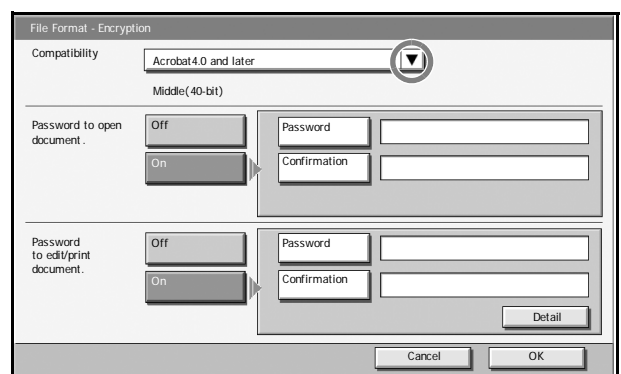 File Format - Encryption
Compatibility
Acrobat4.0 and later
Middle(40-bit)
Password to open
document.
Off
On
Password
Confirmation
Password
to edit/print
document.
Off
On
Password
Confirmation
Detail
Cancel
OK